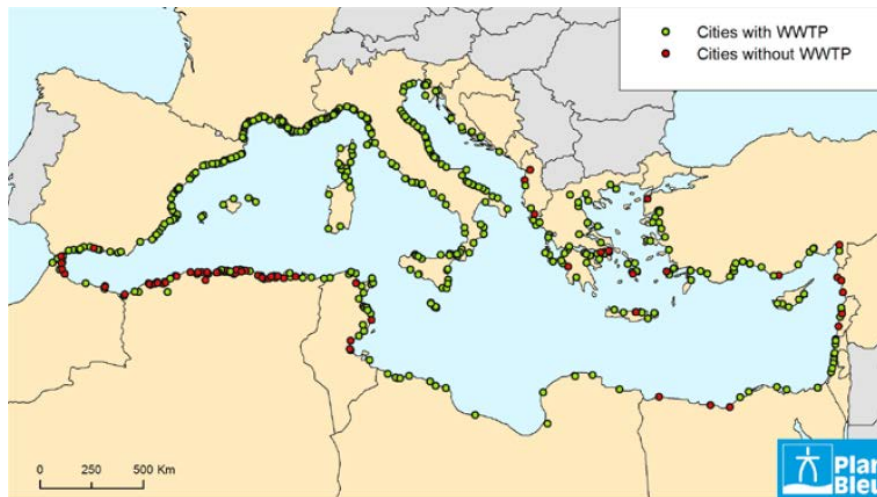 Cities with WWTP
Cities without WWTP
0 250 500 Km
Plan
Bleu